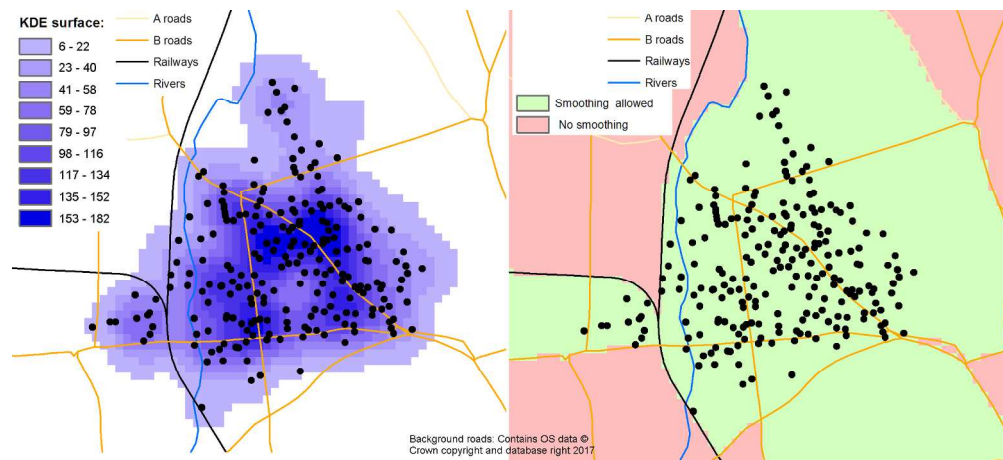 KDE surface:
6 - 22
23 - 40
41 - 58
59 - 78
79 - 97
98 - 116
117 - 134
135 - 152
153 - 182
A roads
B roads
Railways
Rivers
A roads
B roads
Railways
Rivers
Smoothing allowed
No smoothing
Background roads: Contains OS data ©
Crown copyright and database right 2017